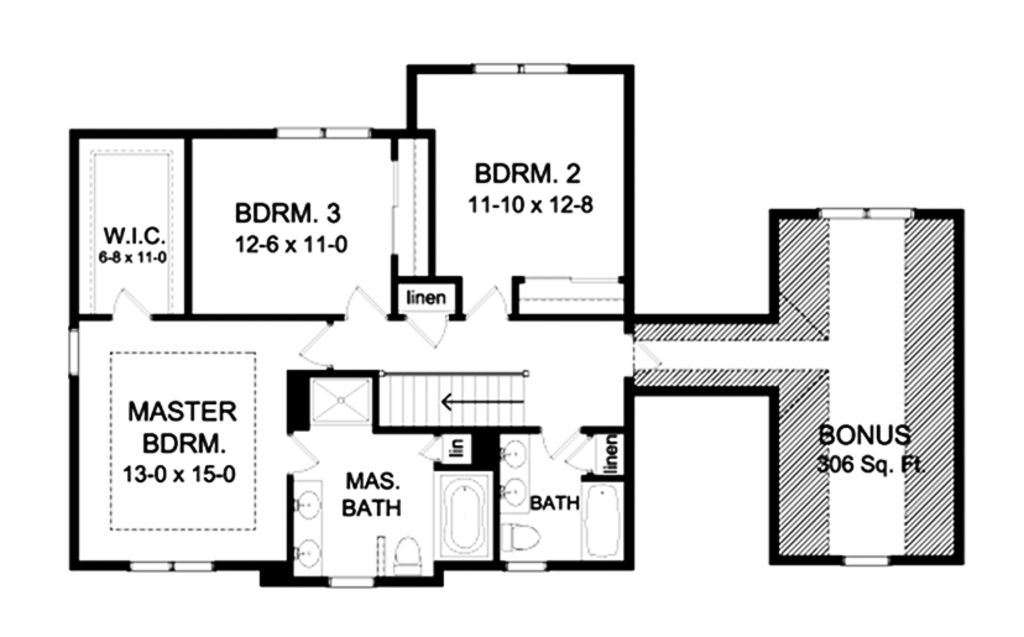 BDRM. 2
11-10 x 12-8
BDRM. 3
12-6 x 11-0
W.I.C.
6-8 x 11-0
linen
MASTER
BDRM.
13-0 x 15-0
BONUS
306 Sq. Ft.
lin
linen
MAS.
BATH
BATH